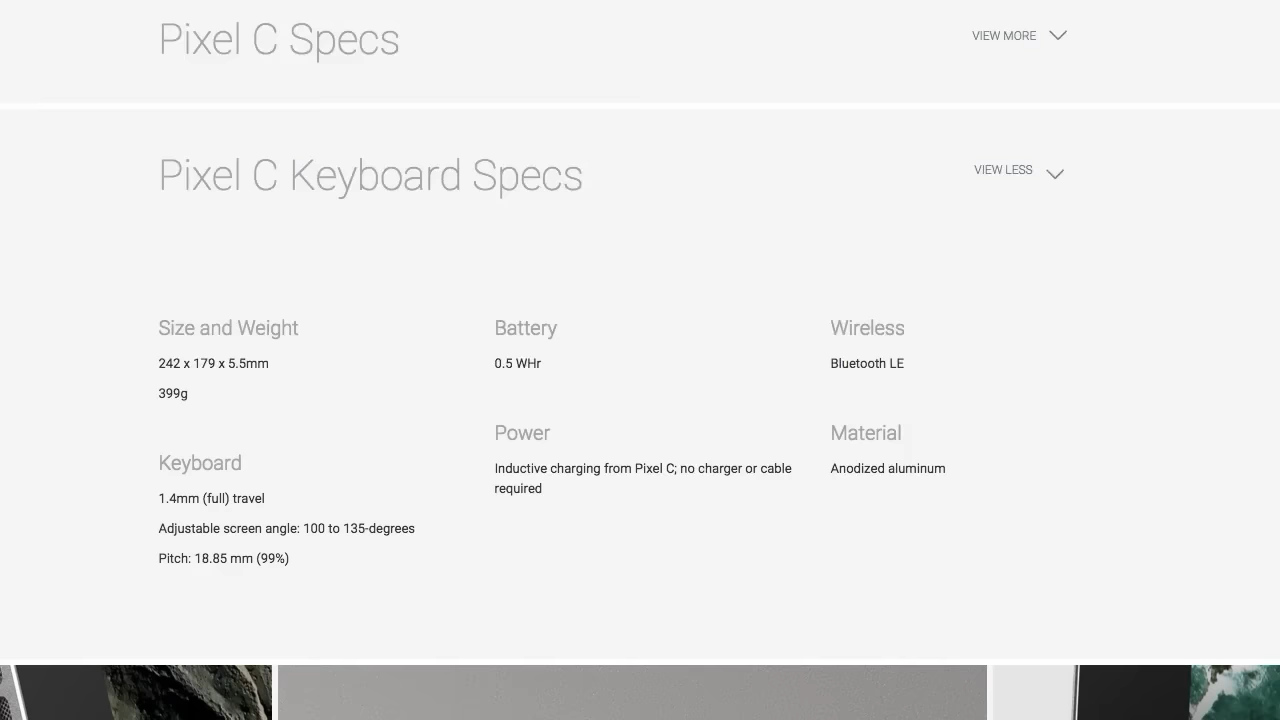 Pixel C Specs
VIEW MORE
Pixel C Keyboard Specs
VIEW LESS
Size and Weight
242 x 179 x 5.5mm
399g
Keyboard
1.4mm (full) travel
Adjustable screen angle: 100 to 135-degrees
Pitch: 18.85 mm (99%)
Battery
0.5 WHr
Power
Inductive charging from Pixel C; no charger or cable
required
Wireless
Bluetooth LE
Material
Anodized aluminum